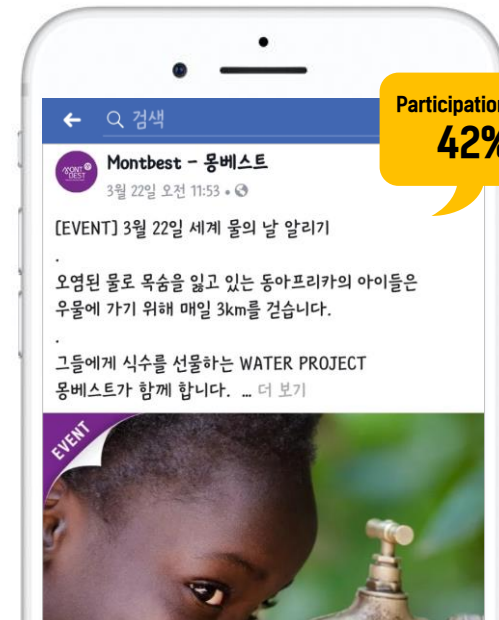 Participation
42%
검색
Montbest - 몽베스트
3월 22일 오전 11:53
[EVENT] 3월 22일 세계 물의 날 알리기
.
오염된 물로 목숨을 잃고 있는 동아프리카의 아이들은
우물에 가기 위해 매일 3km를 걷습니다.
.
그들에게 식수를 선물하는 WATER PROJECT
몽베스트가 함께 합니다. ... 더 보기
EVENT
MONT
BEST